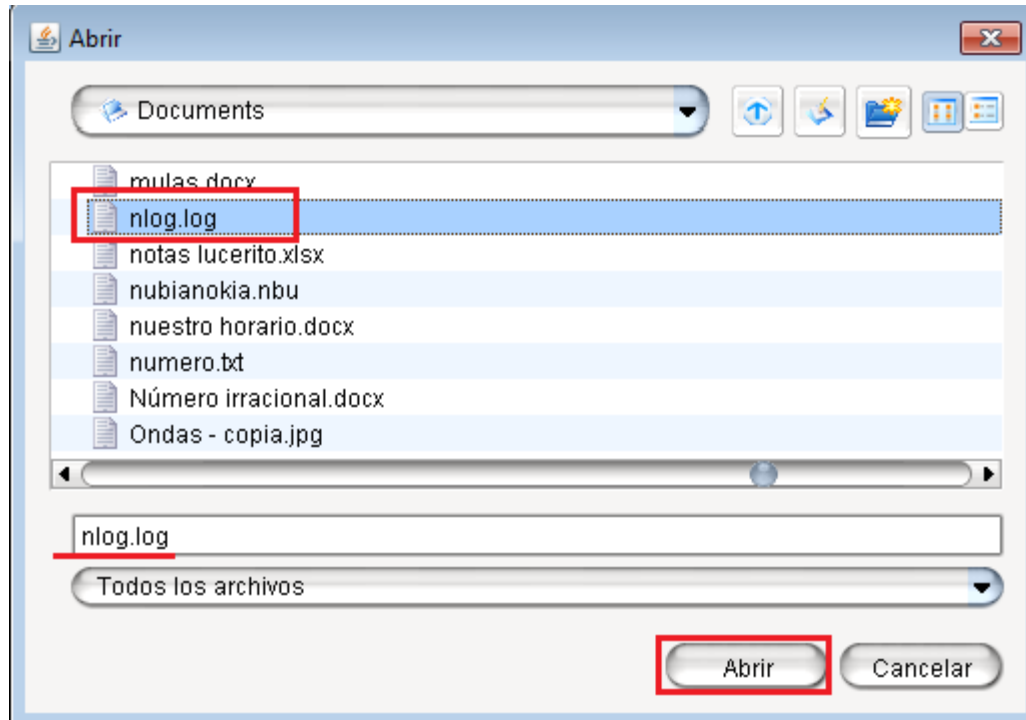 Abrir
Documents
mulas.docx
nlog.log
notas lucerito.xlsx
nubianokia.nbu
nuestro horario.docx
numero.txt
Número irracional.docx
Ondas - copia.jpg
nlog.log
Todos los archivos
Abrir Cancelar